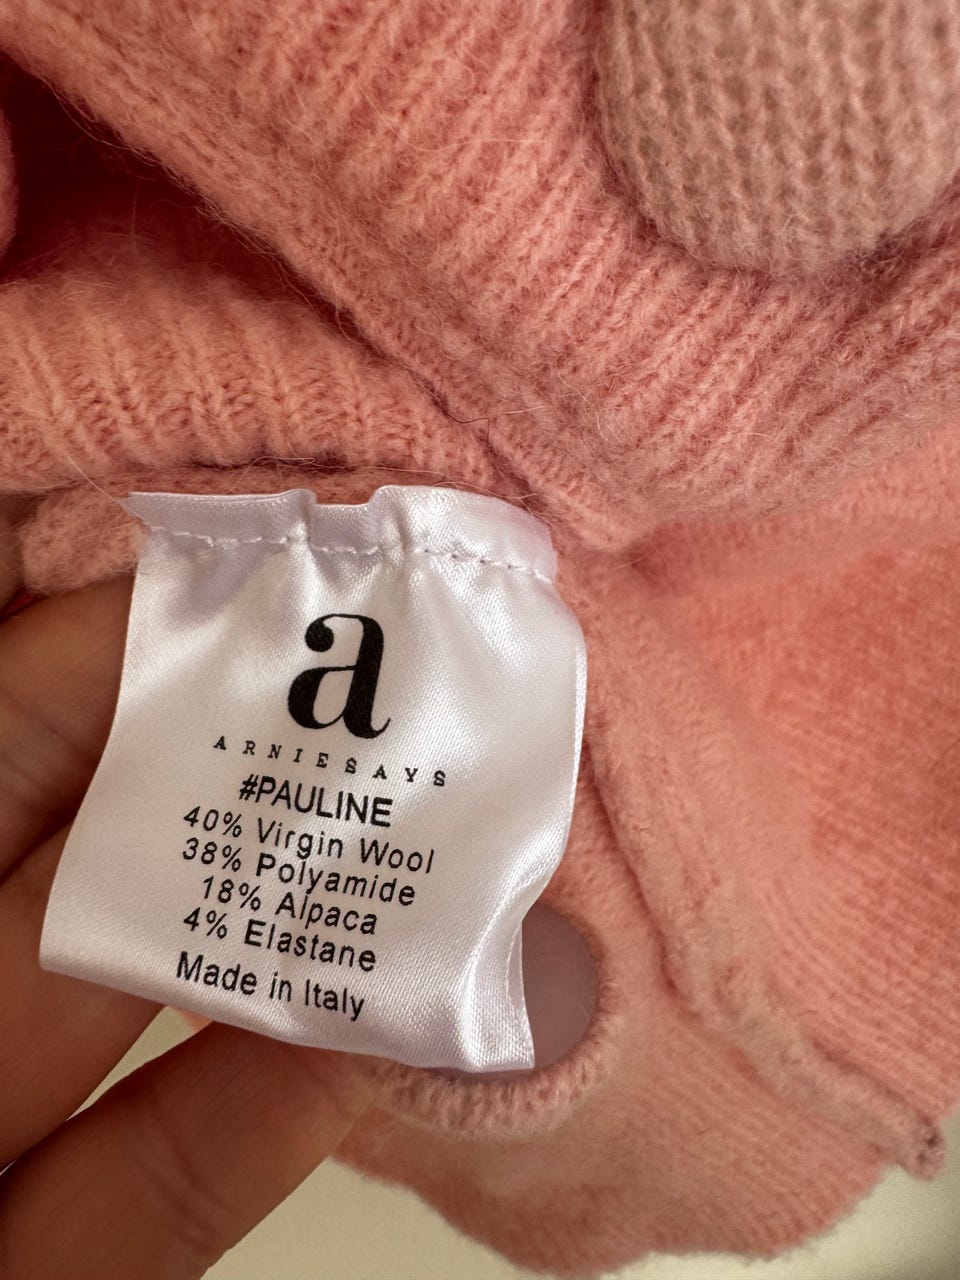 a
ARNIESAYS
#PAULINE
40% Virgin Wool
38% Polyamide
18% Alpaca
4% Elastane
Made in Italy